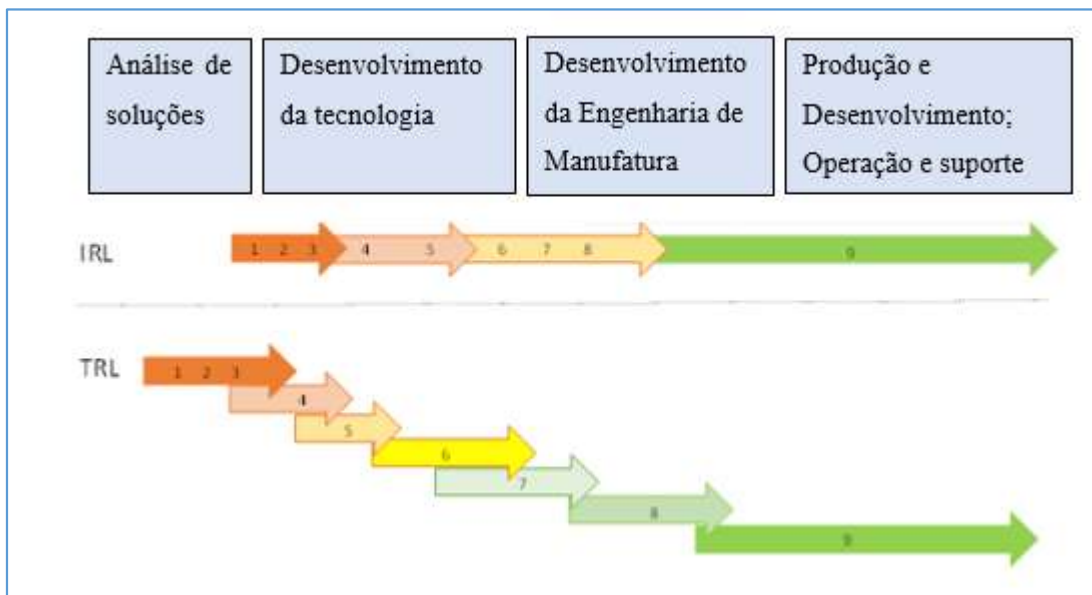 Análise de
soluções
Desenvolvimento
da tecnologia
Desenvolvimento
da Engenharia de
Manufatura
Produção e
Desenvolvimento;
Operação e suporte
IRL
1 2 3 4 5 6 7 8 9
TRL
1 2 3
4
5
6
7
8
9